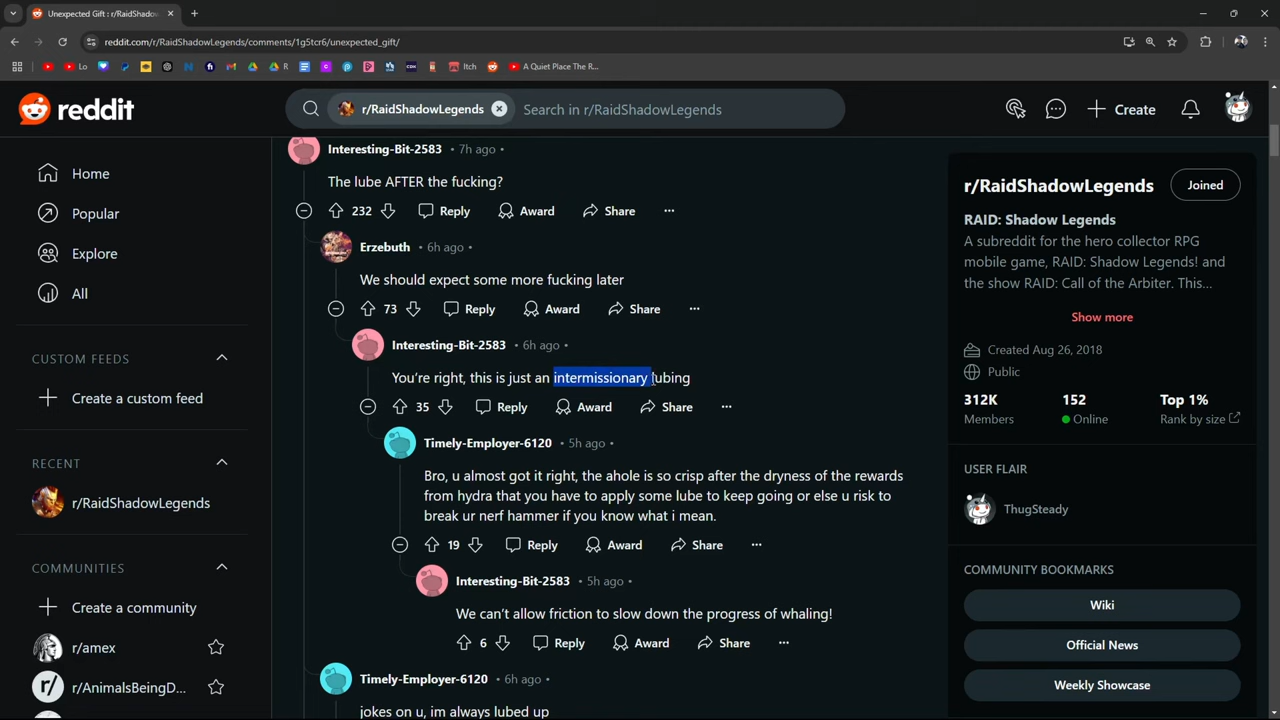 Unexpected Gift : r/RaidShadow
reddit.com/r/RaidShadowLegends/comments/1g5tcr6/unexpected_gift/
Lo
R
Itch
A Quiet Place The R...
reddit
r/RaidShadowLegends
Search in r/RaidShadowLegends
Create
Home
Popular
Explore
All
CUSTOM FEEDS
Create a custom feed
RECENT
r/RaidShadowLegends
COMMUNITIES
Create a community
r/amex
r/AnimalsBeingD...
Interesting-Bit-2583 • 7h ago •
The lube AFTER the fucking?
232 Reply Award Share ...
Erzebuth • 6h ago •
We should expect some more fucking later
73 Reply Award Share ...
Interesting-Bit-2583 • 6h ago •
You're right, this is just an intermissionary lubing
35 Reply Award Share ...
Timely-Employer-6120 • 5h ago •
Bro, u almost got it right, the ahole is so crisp after the dryness of the rewards
from hydra that you have to apply some lube to keep going or else u risk to
break ur nerf hammer if you know what i mean.
19 Reply Award Share ...
Interesting-Bit-2583 • 5h ago •
We can't allow friction to slow down the progress of whaling!
6 Reply Award Share ...
Timely-Employer-6120 • 6h ago •
jokes on u, im always lubed up
r/RaidShadowLegends
Joined
RAID: Shadow Legends
A subreddit for the hero collector RPG
mobile game, RAID: Shadow Legends! and
the show RAID: Call of the Arbiter. This...
Show more
Created Aug 26, 2018
Public
312K 152 Top 1%
Members Online Rank by size
USER FLAIR
ThugSteady
COMMUNITY BOOKMARKS
Wiki
Official News
Weekly Showcase